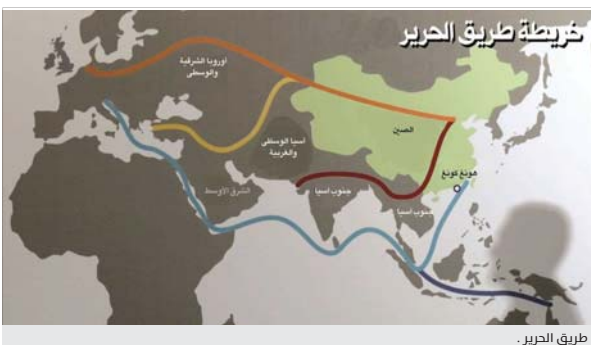 خريطة طريق الحرير
أوروبا الشرقية
والوسطى
الصين
آسيا الوسطى
والغربية
هونغ كونغ
الشرق الأوسط
جنوب آسيا
جنوب آسيا
طريق الحرير .